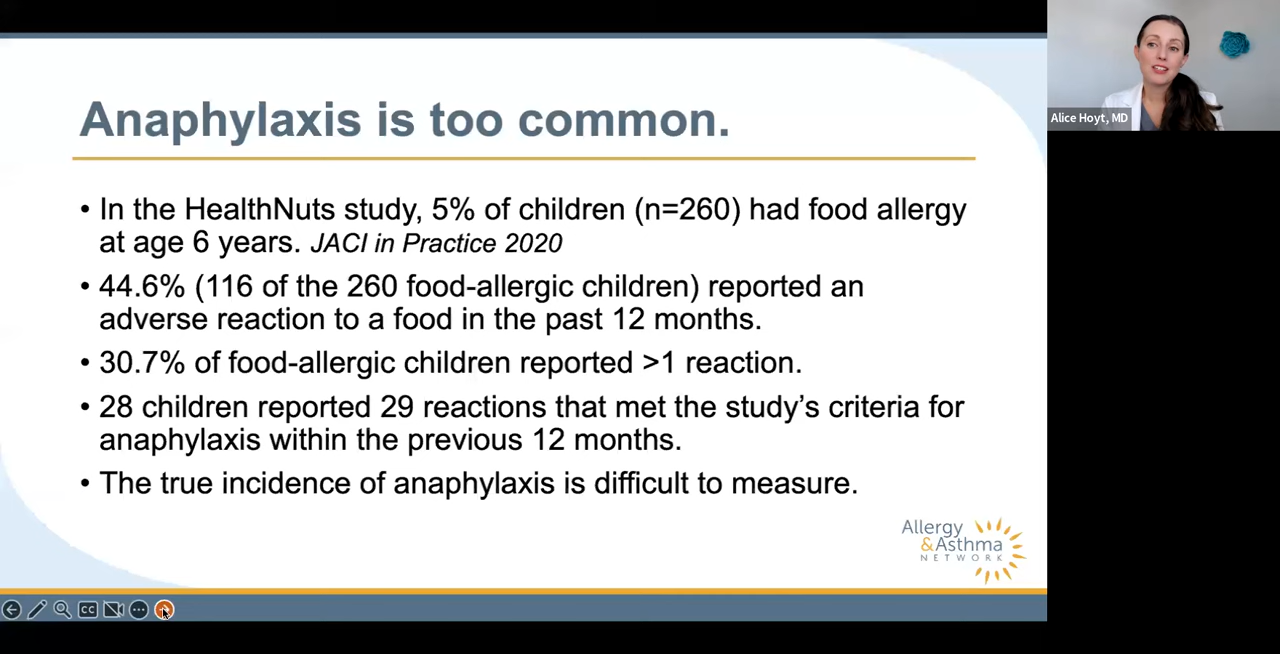 Anaphylaxis is too common.
• In the HealthNuts study, 5% of children (n=260) had food allergy
at age 6 years. JACI in Practice 2020
• 44.6% (116 of the 260 food-allergic children) reported an
adverse reaction to a food in the past 12 months.
• 30.7% of food-allergic children reported >1 reaction.
• 28 children reported 29 reactions that met the study's criteria for
anaphylaxis within the previous 12 months.
• The true incidence of anaphylaxis is difficult to measure.
Allergy
&Asthma
NETWORK
CC
Alice Hoyt, MD